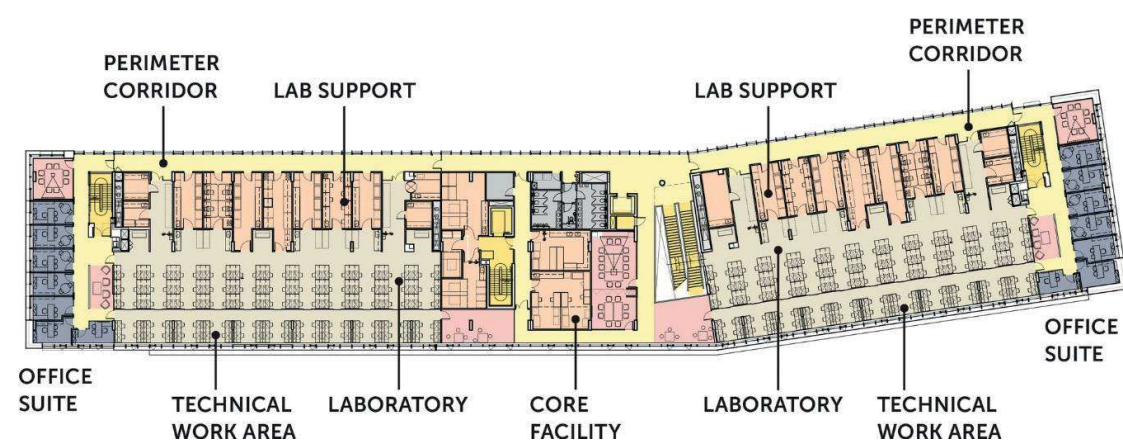 PERIMETER
CORRIDOR
LAB SUPPORT
LAB SUPPORT
PERIMETER
CORRIDOR
OFFICE
SUITE
TECHNICAL
WORK AREA
LABORATORY
CORE
FACILITY
LABORATORY
TECHNICAL
WORK AREA
OFFICE
SUITE